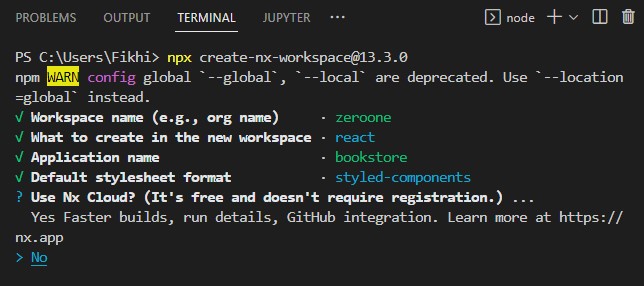 PROBLEMS OUTPUT TERMINAL JUPYTER ... node
PS C:\Users\Fikhi> npx create-nx-workspace@13.3.0
npm WARN config global `--global`, `--local` are deprecated. Use `--location
=global` instead.
√ Workspace name (e.g., org name) · zeroone
√ What to create in the new workspace · react
√ Application name · bookstore
√ Default stylesheet format · styled-components
? Use Nx Cloud? (It's free and doesn't require registration.) ...
Yes Faster builds, run details, GitHub integration. Learn more at https://
nx.app
> No